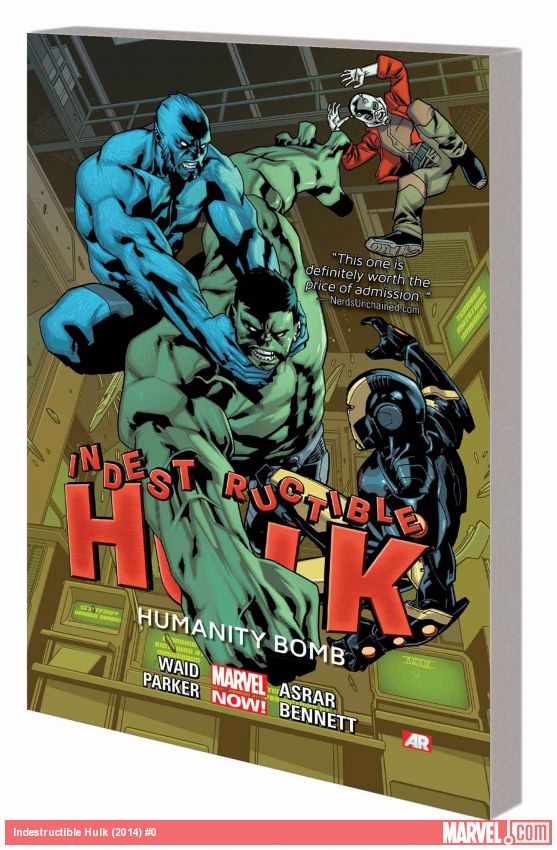 "This one is
definitely worth the
price of admission."
— NerdsUnchained.com
INDESTRUCTIBLE
HULK
HUMANITY BOMB
WAID
PARKER
MARVEL
NOW!
ASRAR
BENNETT
AR
Indestructible Hulk (2014) #0
MARVEL.COM